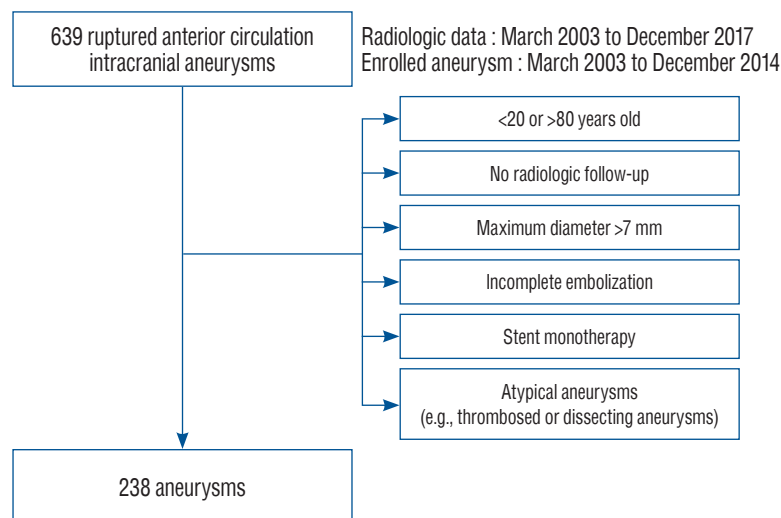 639 ruptured anterior circulation
intracranial aneurysms
Radiologic data : March 2003 to December 2017
Enrolled aneurysm : March 2003 to December 2014
<20 or >80 years old
No radiologic follow-up
Maximum diameter >7 mm
Incomplete embolization
Stent monotherapy
Atypical aneurysms
(e.g., thrombosed or dissecting aneurysms)
238 aneurysms